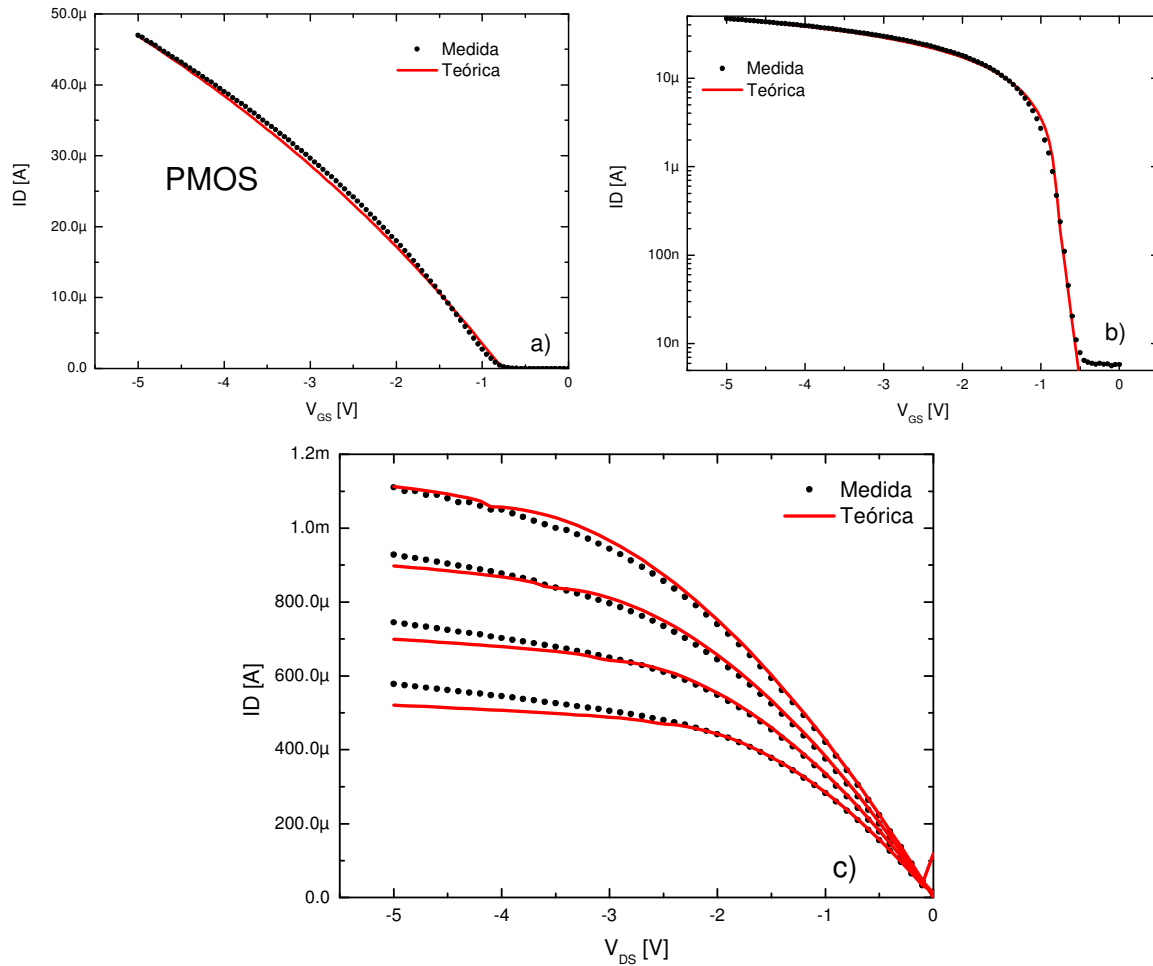 50.0µ
40.0µ
30.0µ
20.0µ
10.0µ
0.0
ID [A]
Medida
Teórica
PMOS
a)
-5 -4 -3 -2 -1 0
V_GS [V]
10µ
1µ
100n
10n
ID [A]
Medida
Teórica
b)
-5 -4 -3 -2 -1 0
V_GS [V]
1.2m
1.0m
800.0µ
600.0µ
400.0µ
200.0µ
0.0
ID [A]
Medida
Teórica
c)
-5 -4 -3 -2 -1 0
V_DS [V]